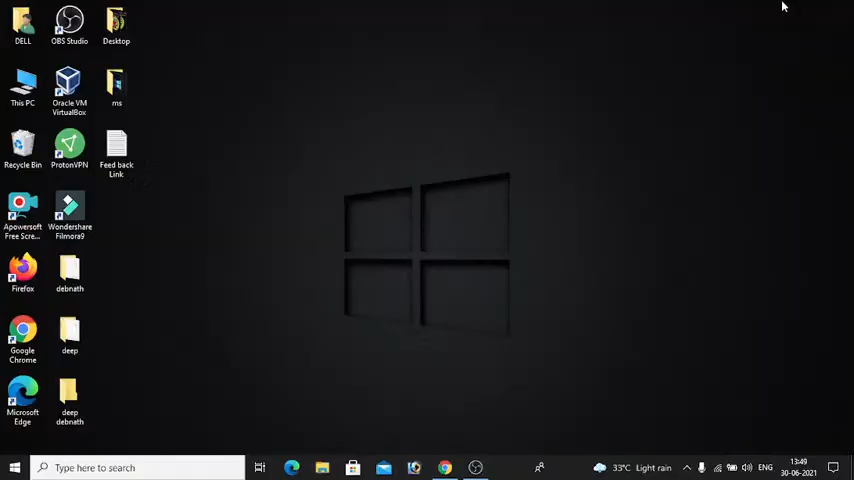 DELL
OBS Studio
Desktop
This PC
Oracle VM
VirtualBox
ms
Recycle Bin
ProtonVPN
Feed back
Link
Apowersoft
Free Scre...
Wondershare
Filmora9
Firefox
debnath
Google
Chrome
deep
Microsoft
Edge
deep
debnath
Type here to search
33°C Light rain
ENG
13:49
30-06-2021